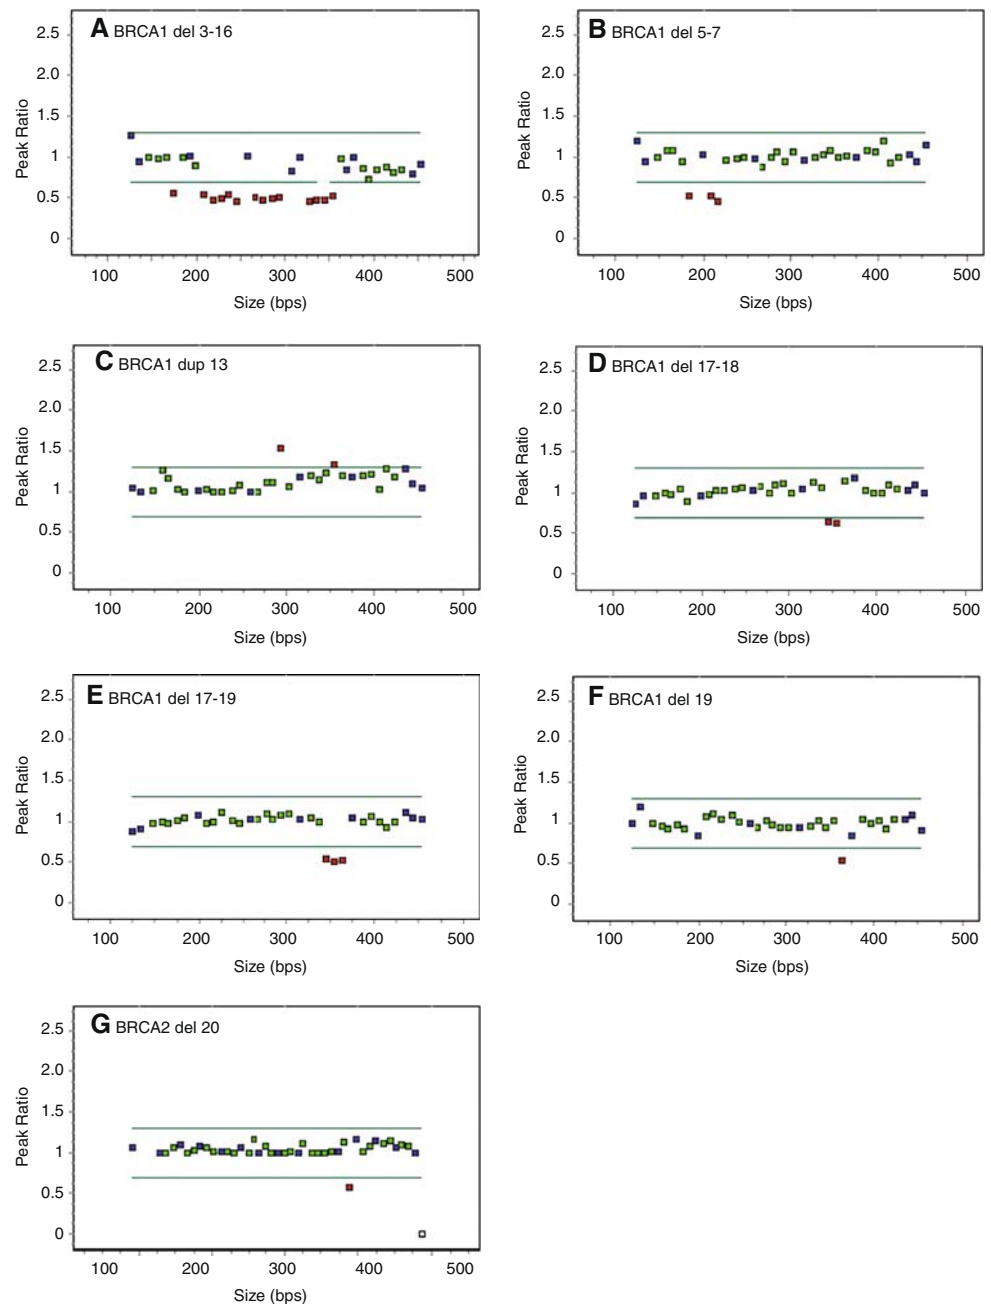 A BRCA1 del 3-16
2.5
2.0
1.5
1
0.5
0
Peak Ratio
100 200 300 400 500
Size (bps)
B BRCA1 del 5-7
2.5
2.0
1.5
1
0.5
0
Peak Ratio
100 200 300 400 500
Size (bps)
C BRCA1 dup 13
2.5
2.0
1.5
1
0.5
0
Peak Ratio
100 200 300 400 500
Size (bps)
D BRCA1 del 17-18
2.5
2.0
1.5
1
0.5
0
Peak Ratio
100 200 300 400 500
Size (bps)
E BRCA1 del 17-19
2.5
2.0
1.5
1
0.5
0
Peak Ratio
100 200 300 400 500
Size (bps)
F BRCA1 del 19
2.5
2.0
1.5
1
0.5
0
Peak Ratio
100 200 300 400 500
Size (bps)
G BRCA2 del 20
2.5
2.0
1.5
1
0.5
0
Peak Ratio
100 200 300 400 500
Size (bps)